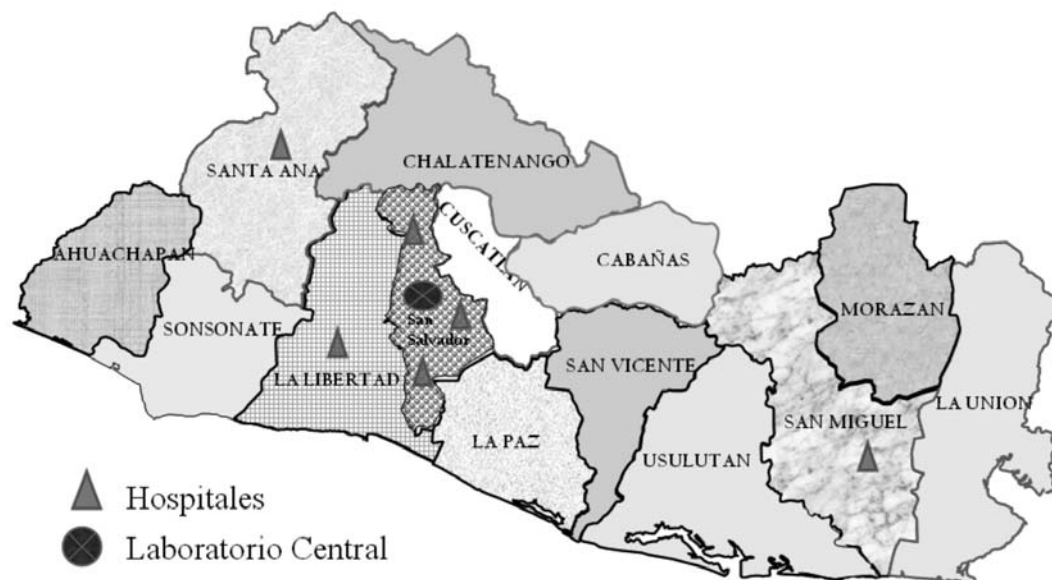 CHALATENANGO
SANTA ANA
CUSCATLAN
AHUACHAPAN
CABAÑAS
MORAZAN
SONSONATE
San
Salvador
SAN VICENTE
LA LIBERTAD
LA UNION
SAN MIGUEL
LA PAZ
USULUTAN
Hospitales
Laboratorio Central